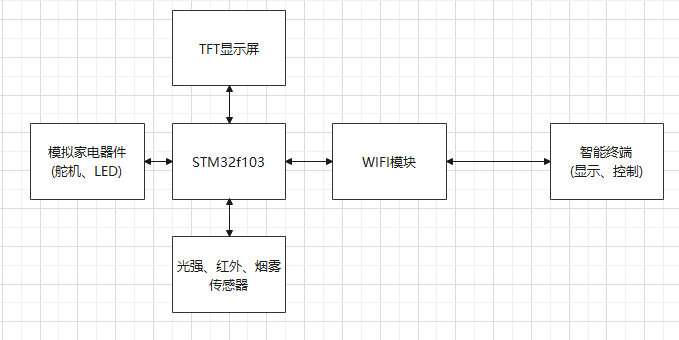 TFT显示屏
模拟家电器件
(舵机、LED)
STM32f103
WIFI模块
智能终端
(显示、控制)
光强、红外、烟雾
传感器